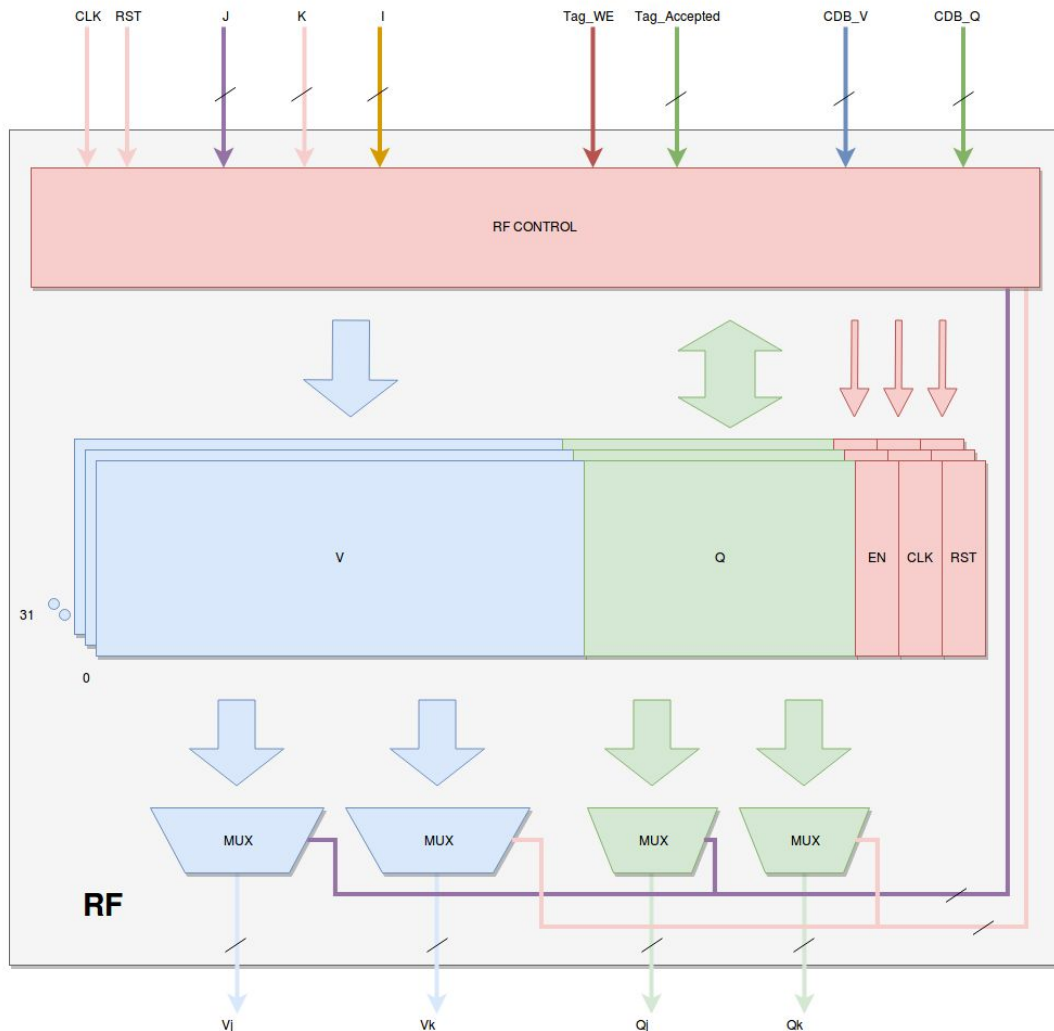 CLK RST J K I Tag_WE Tag_Accepted CDB_V CDB_Q
RF CONTROL
V Q EN CLK RST
31
0
MUX MUX MUX MUX
RF
Vj Vk Qj Qk